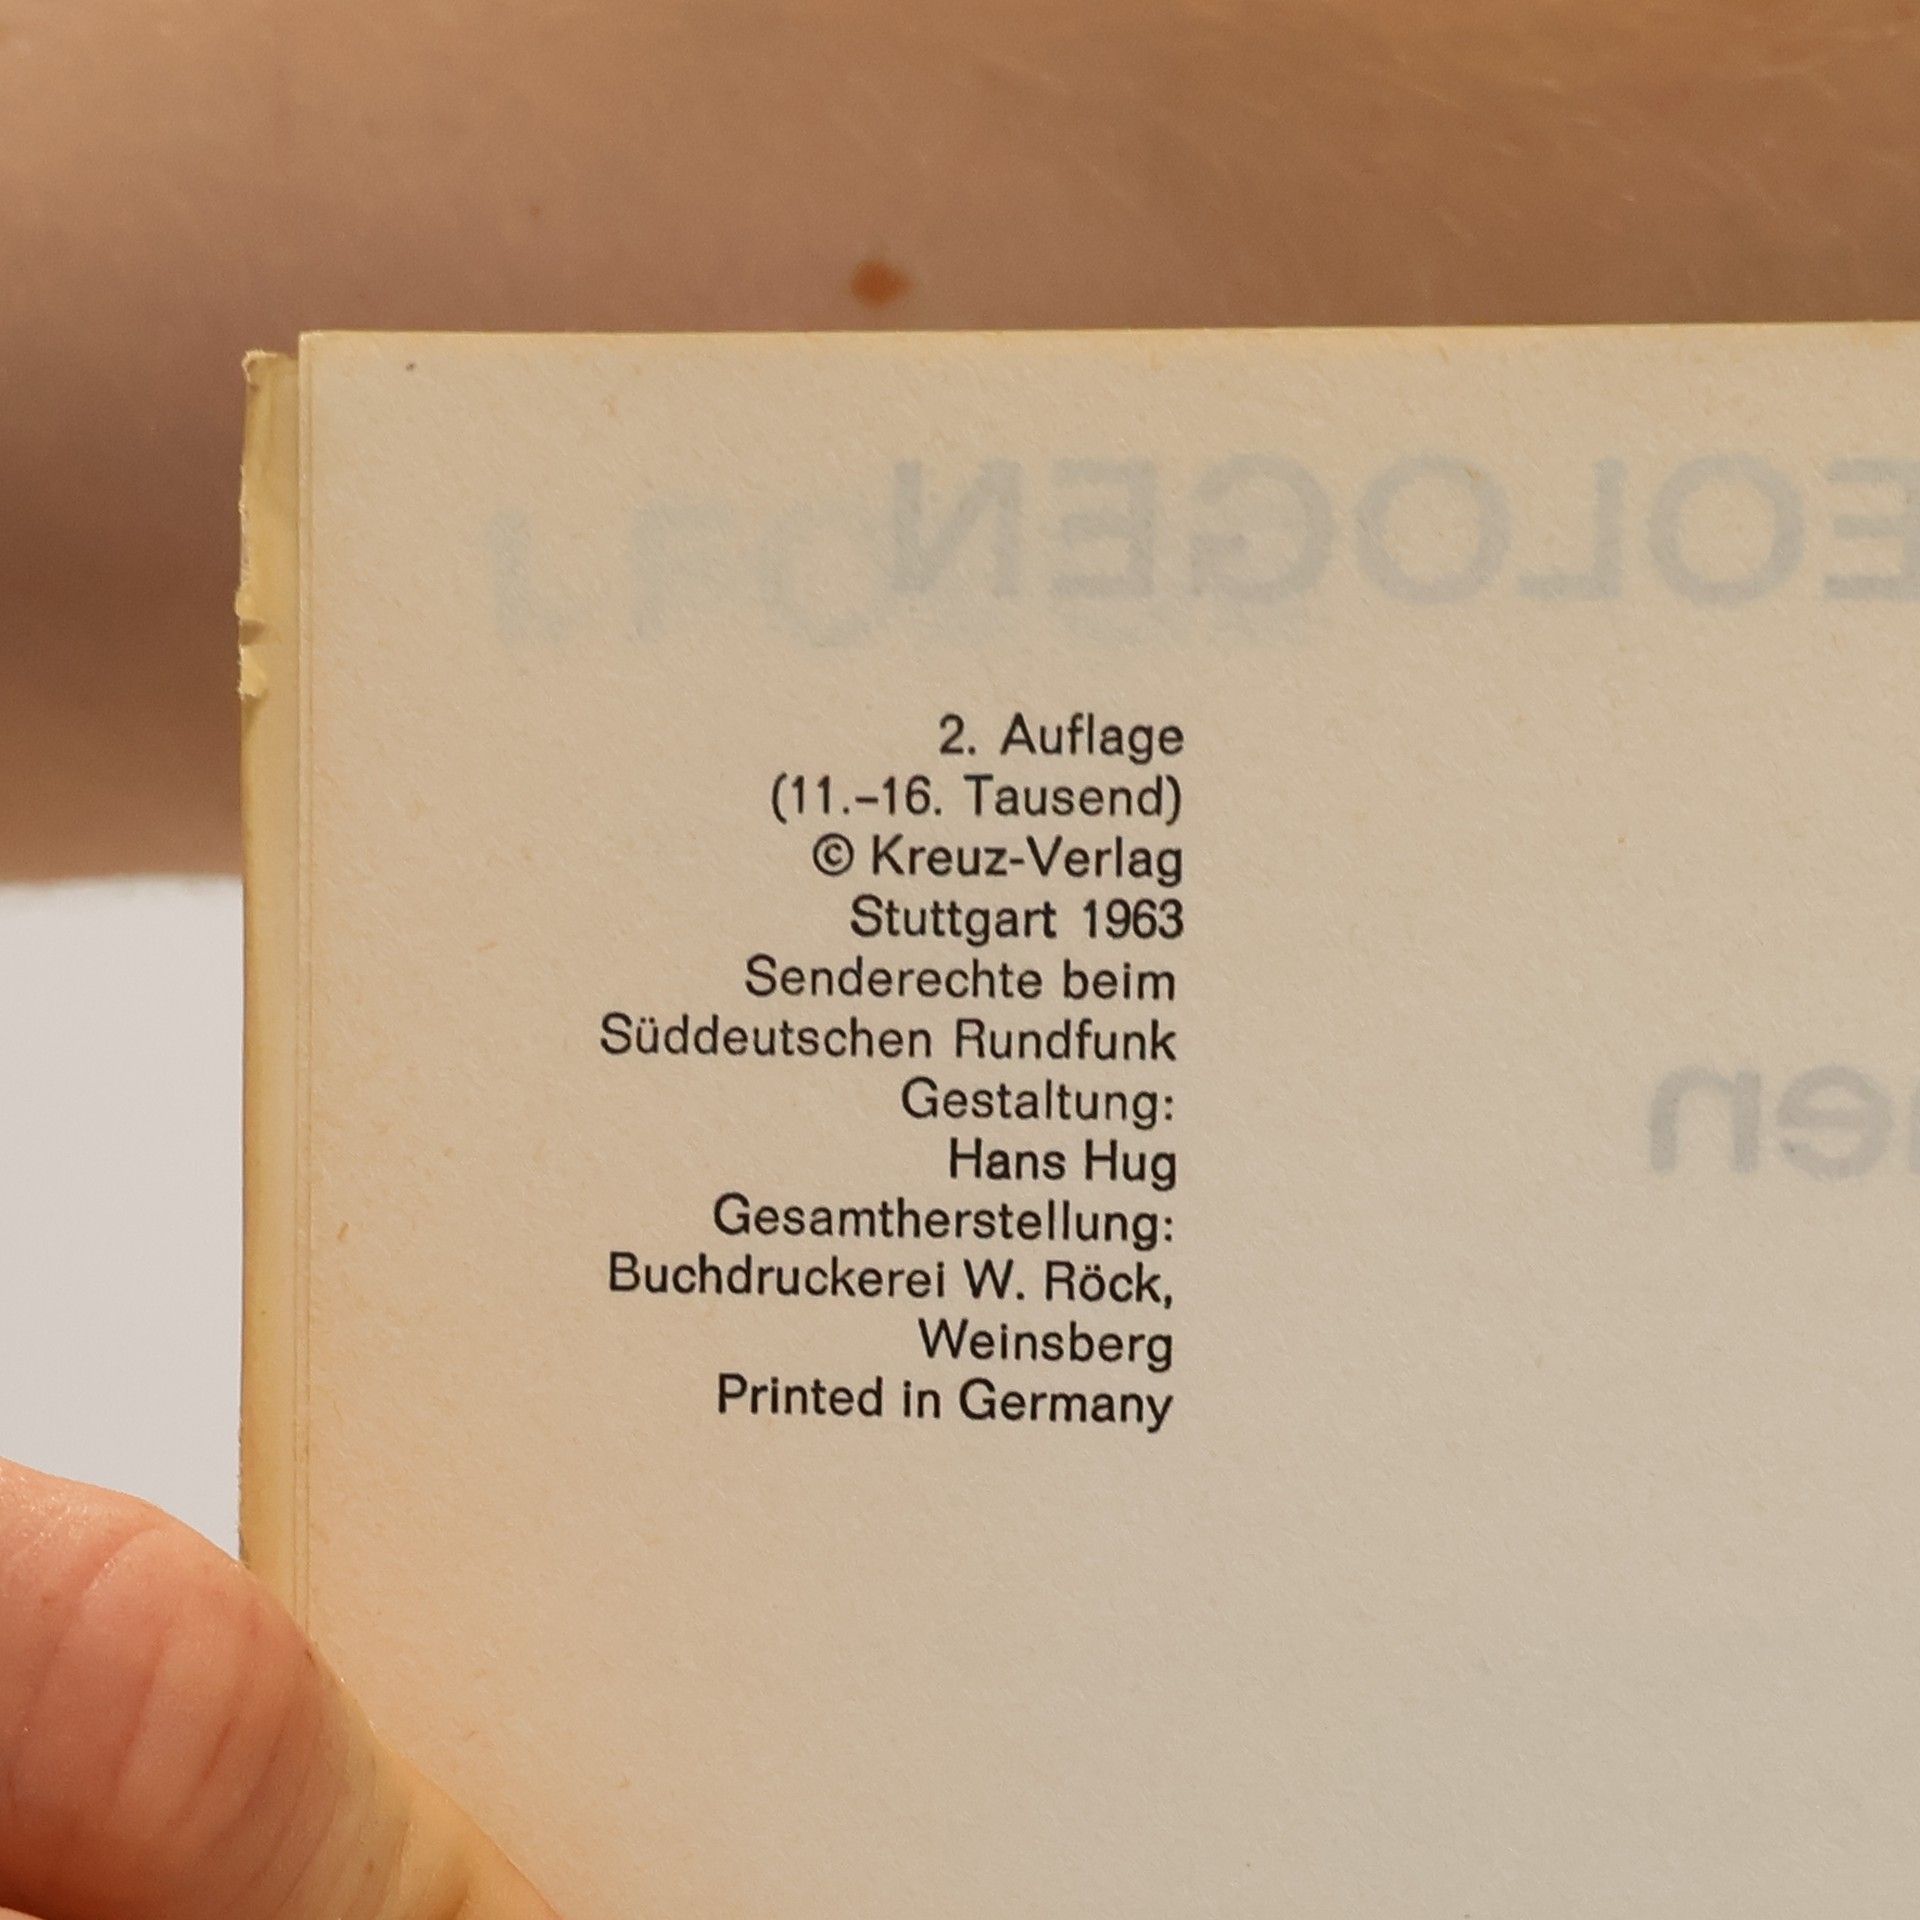 2. Auflage
(11.–16. Tausend)
© Kreuz-Verlag
Stuttgart 1963
Senderechte beim
Süddeutschen Rundfunk
Gestaltung:
Hans Hug
Gesamtherstellung:
Buchdruckerei W. Röck,
Weinsberg
Printed in Germany